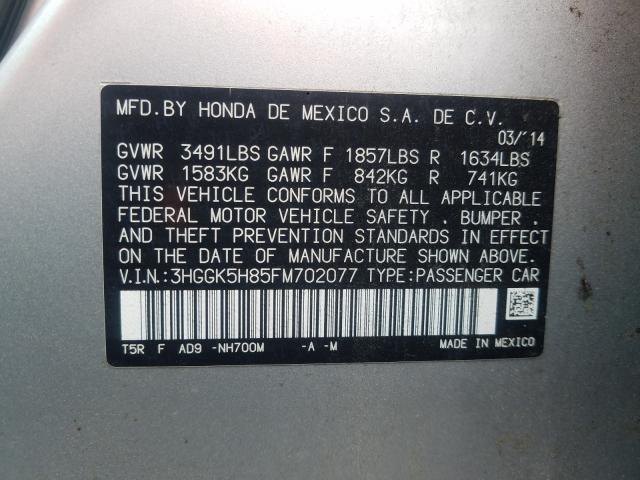 MFD.BY HONDA DE MEXICO S.A. DE C.V.
03/'14
GVWR 3491LBS GAWR F 1857LBS R 1634LBS
GVWR 1583KG GAWR F 842KG R 741KG
THIS VEHICLE CONFORMS TO ALL APPLICABLE
FEDERAL MOTOR VEHICLE SAFETY . BUMPER .
AND THEFT PREVENTION STANDARDS IN EFFECT
ON THE DATE OF MANUFACTURE SHOWN ABOVE.
V.I.N.:3HGGK5H85FM702077 TYPE:PASSENGER CAR
T5R F AD9 -NH700M -A -M MADE IN MEXICO